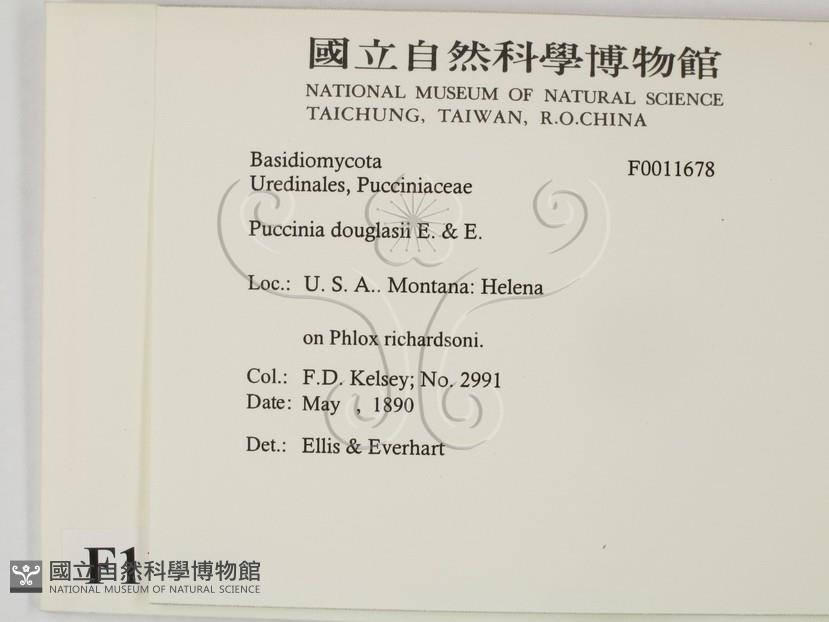 國立自然科學博物館
NATIONAL MUSEUM OF NATURAL SCIENCE
TAICHUNG, TAIWAN, R.O.CHINA
Basidiomycota F0011678
Uredinales, Pucciniaceae
Puccinia douglasii E. & E.
Loc.: U. S. A.. Montana: Helena
on Phlox richardsoni.
Col.: F.D. Kelsey; No. 2991
Date: May , 1890
Det.: Ellis & Everhart
F1
國立自然科學博物館
NATIONAL MUSEUM OF NATURAL SCIENCE